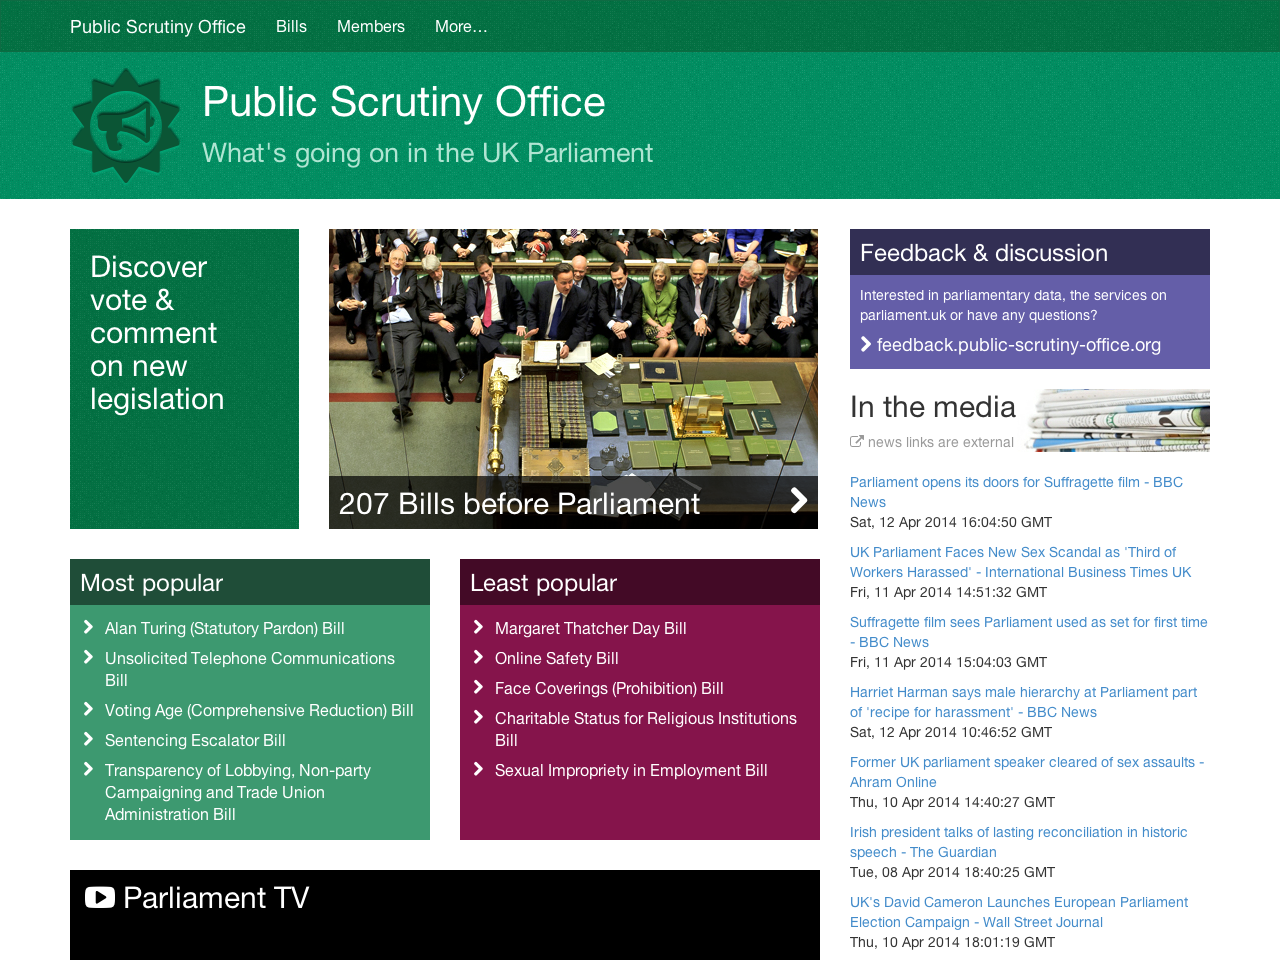 Public Scrutiny Office
Bills
Members
More…
Public Scrutiny Office
What's going on in the UK Parliament
Discover
vote &
comment
on new
legislation
207 Bills before Parliament
Most popular
Alan Turing (Statutory Pardon) Bill
Unsolicited Telephone Communications
Bill
Voting Age (Comprehensive Reduction) Bill
Sentencing Escalator Bill
Transparency of Lobbying, Non-party
Campaigning and Trade Union
Administration Bill
Least popular
Margaret Thatcher Day Bill
Online Safety Bill
Face Coverings (Prohibition) Bill
Charitable Status for Religious Institutions
Bill
Sexual Impropriety in Employment Bill
Parliament TV
Feedback & discussion
Interested in parliamentary data, the services on
parliament.uk or have any questions?
feedback.public-scrutiny-office.org
In the media
news links are external
Parliament opens its doors for Suffragette film - BBC
News
Sat, 12 Apr 2014 16:04:50 GMT
UK Parliament Faces New Sex Scandal as 'Third of
Workers Harassed' - International Business Times UK
Fri, 11 Apr 2014 14:51:32 GMT
Suffragette film sees Parliament used as set for first time
- BBC News
Fri, 11 Apr 2014 15:04:03 GMT
Harriet Harman says male hierarchy at Parliament part
of 'recipe for harassment' - BBC News
Sat, 12 Apr 2014 10:46:52 GMT
Former UK parliament speaker cleared of sex assaults -
Ahram Online
Thu, 10 Apr 2014 14:40:27 GMT
Irish president talks of lasting reconciliation in historic
speech - The Guardian
Tue, 08 Apr 2014 18:40:25 GMT
UK's David Cameron Launches European Parliament
Election Campaign - Wall Street Journal
Thu, 10 Apr 2014 18:01:19 GMT